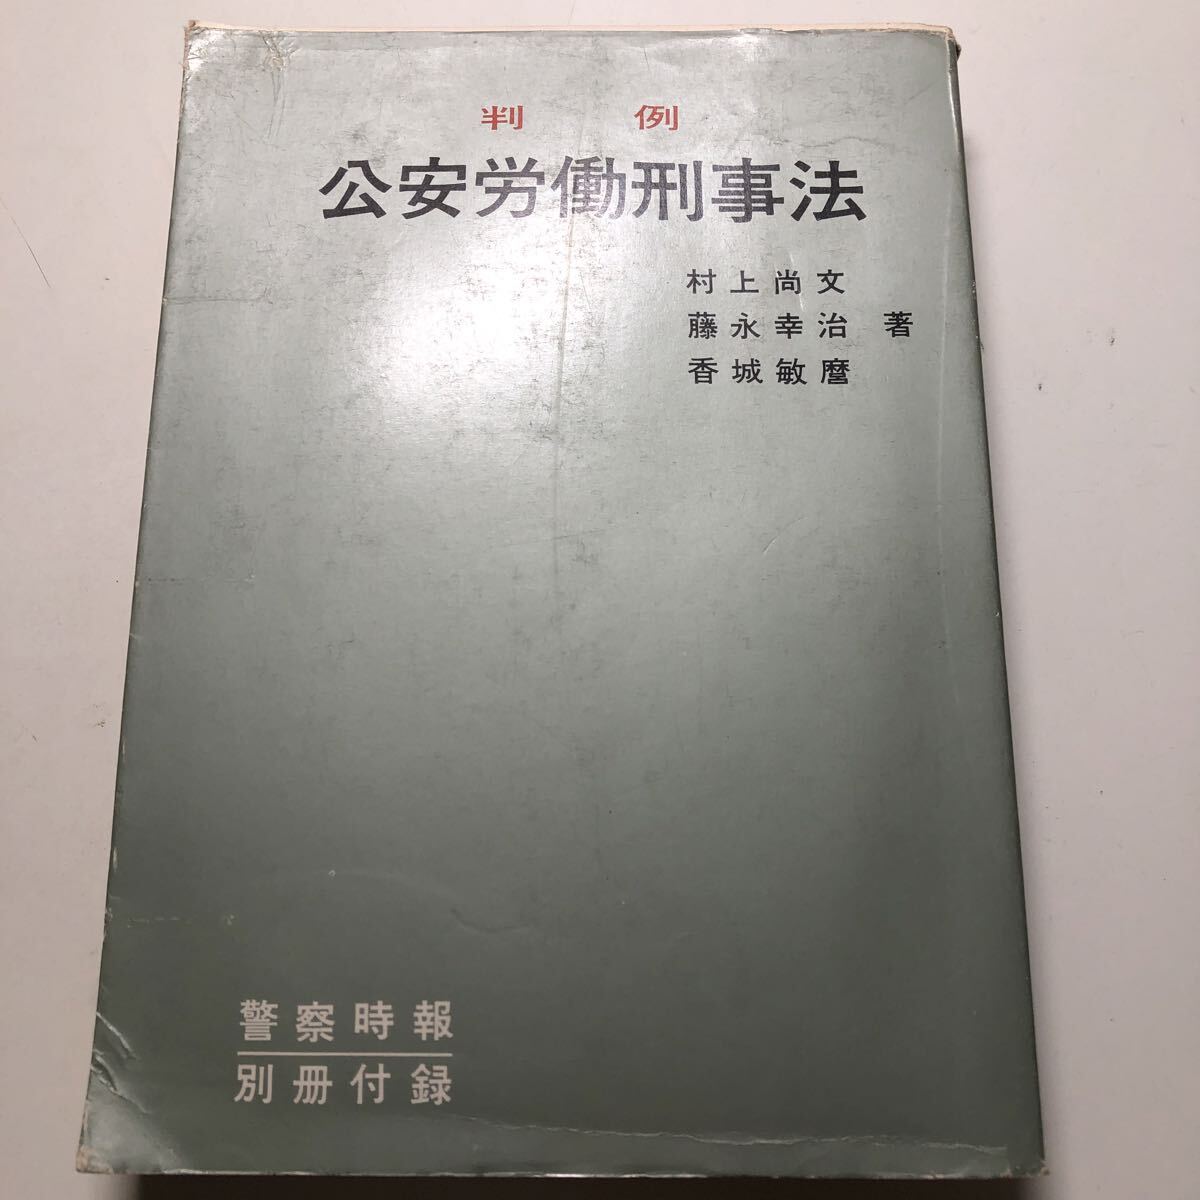 判例
公安労働刑事法
村上尚文
藤永幸治 著
香城敏麿
警察時報
別冊付録